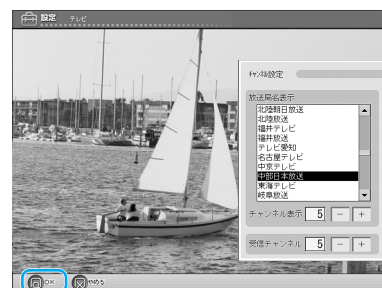 設定 テレビ
ﾁｬﾝﾈﾙ設定
放送局名表示
北陸朝日放送
北陸放送
福井テレビ
福井放送
テレビ愛知
名古屋テレビ
中京テレビ
中部日本放送
東海テレビ
岐阜放送
チャンネル表示 5 − +
受信チャンネル 5 − +
OK やめる